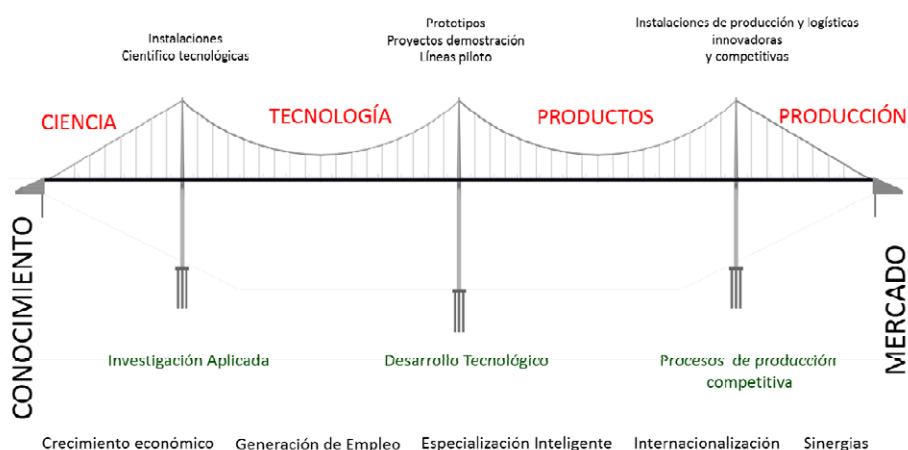 Instalaciones
Científico tecnológicas
Prototipos
Proyectos demostración
Líneas piloto
Instalaciones de producción y logísticas
innovadoras
y competitivas
CIENCIA
TECNOLOGÍA
PRODUCTOS
PRODUCCIÓN
CONOCIMIENTO
MERCADO
Investigación Aplicada
Desarrollo Tecnológico
Procesos de producción
competitiva
Crecimiento económico
Generación de Empleo
Especialización Inteligente
Internacionalización
Sinergias